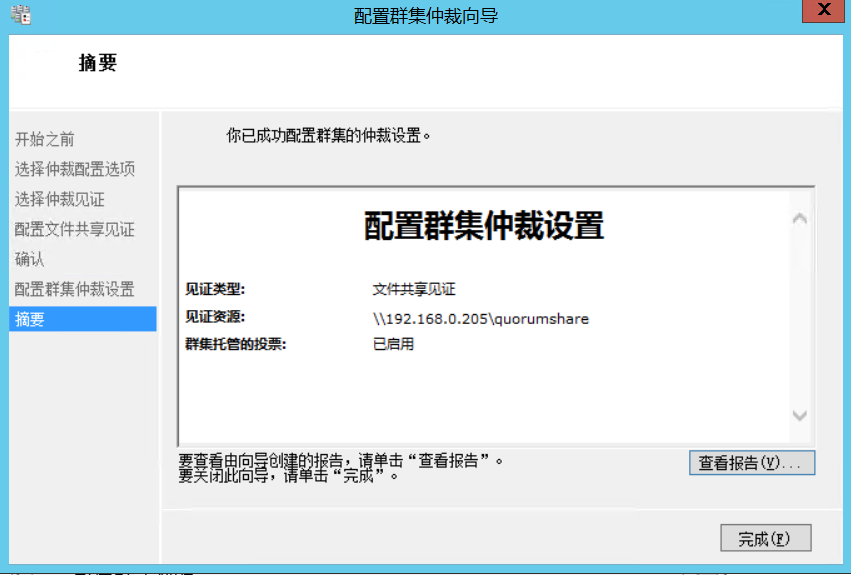 配置群集仲裁向导
摘要
开始之前
选择仲裁配置选项
选择仲裁见证
配置文件共享见证
确认
配置群集仲裁设置
摘要
你已成功配置群集的仲裁设置。
配置群集仲裁设置
见证类型: 文件共享见证
见证资源: \\192.168.0.205\quorumshare
群集托管的投票: 已启用
要查看由向导创建的报告，请单击“查看报告”。
要关闭此向导，请单击“完成”。
查看报告(V)...
完成(F)